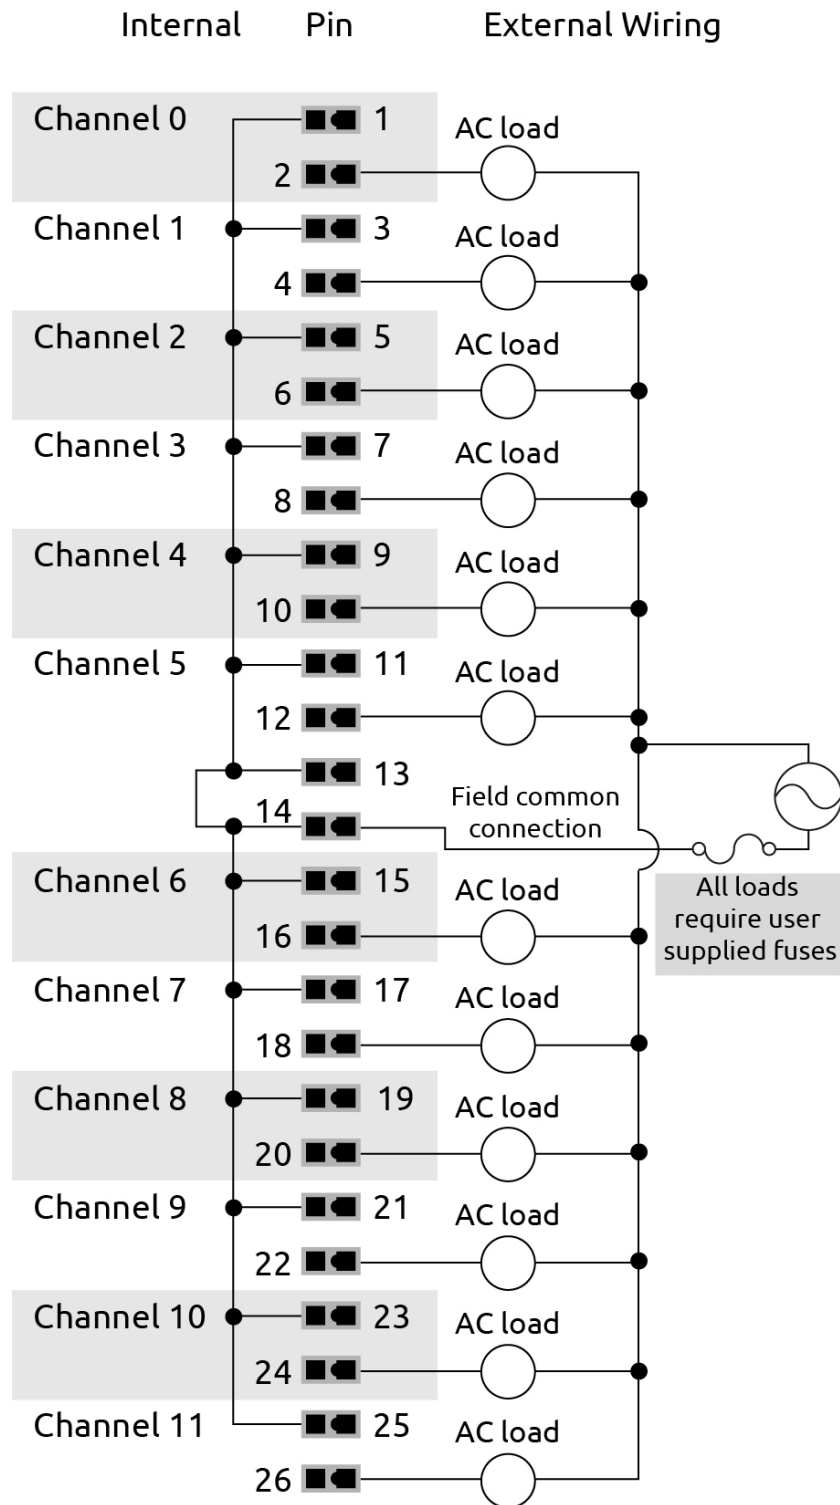 Internal Pin External Wiring
Channel 0 1 AC load
2
Channel 1 3 AC load
4
Channel 2 5 AC load
6
Channel 3 7 AC load
8
Channel 4 9 AC load
10
Channel 5 11 AC load
12
13
14 Field common
connection
Channel 6 15 AC load
16
All loads
require user
supplied fuses
Channel 7 17 AC load
18
Channel 8 19 AC load
20
Channel 9 21 AC load
22
Channel 10 23 AC load
24
Channel 11 25 AC load
26